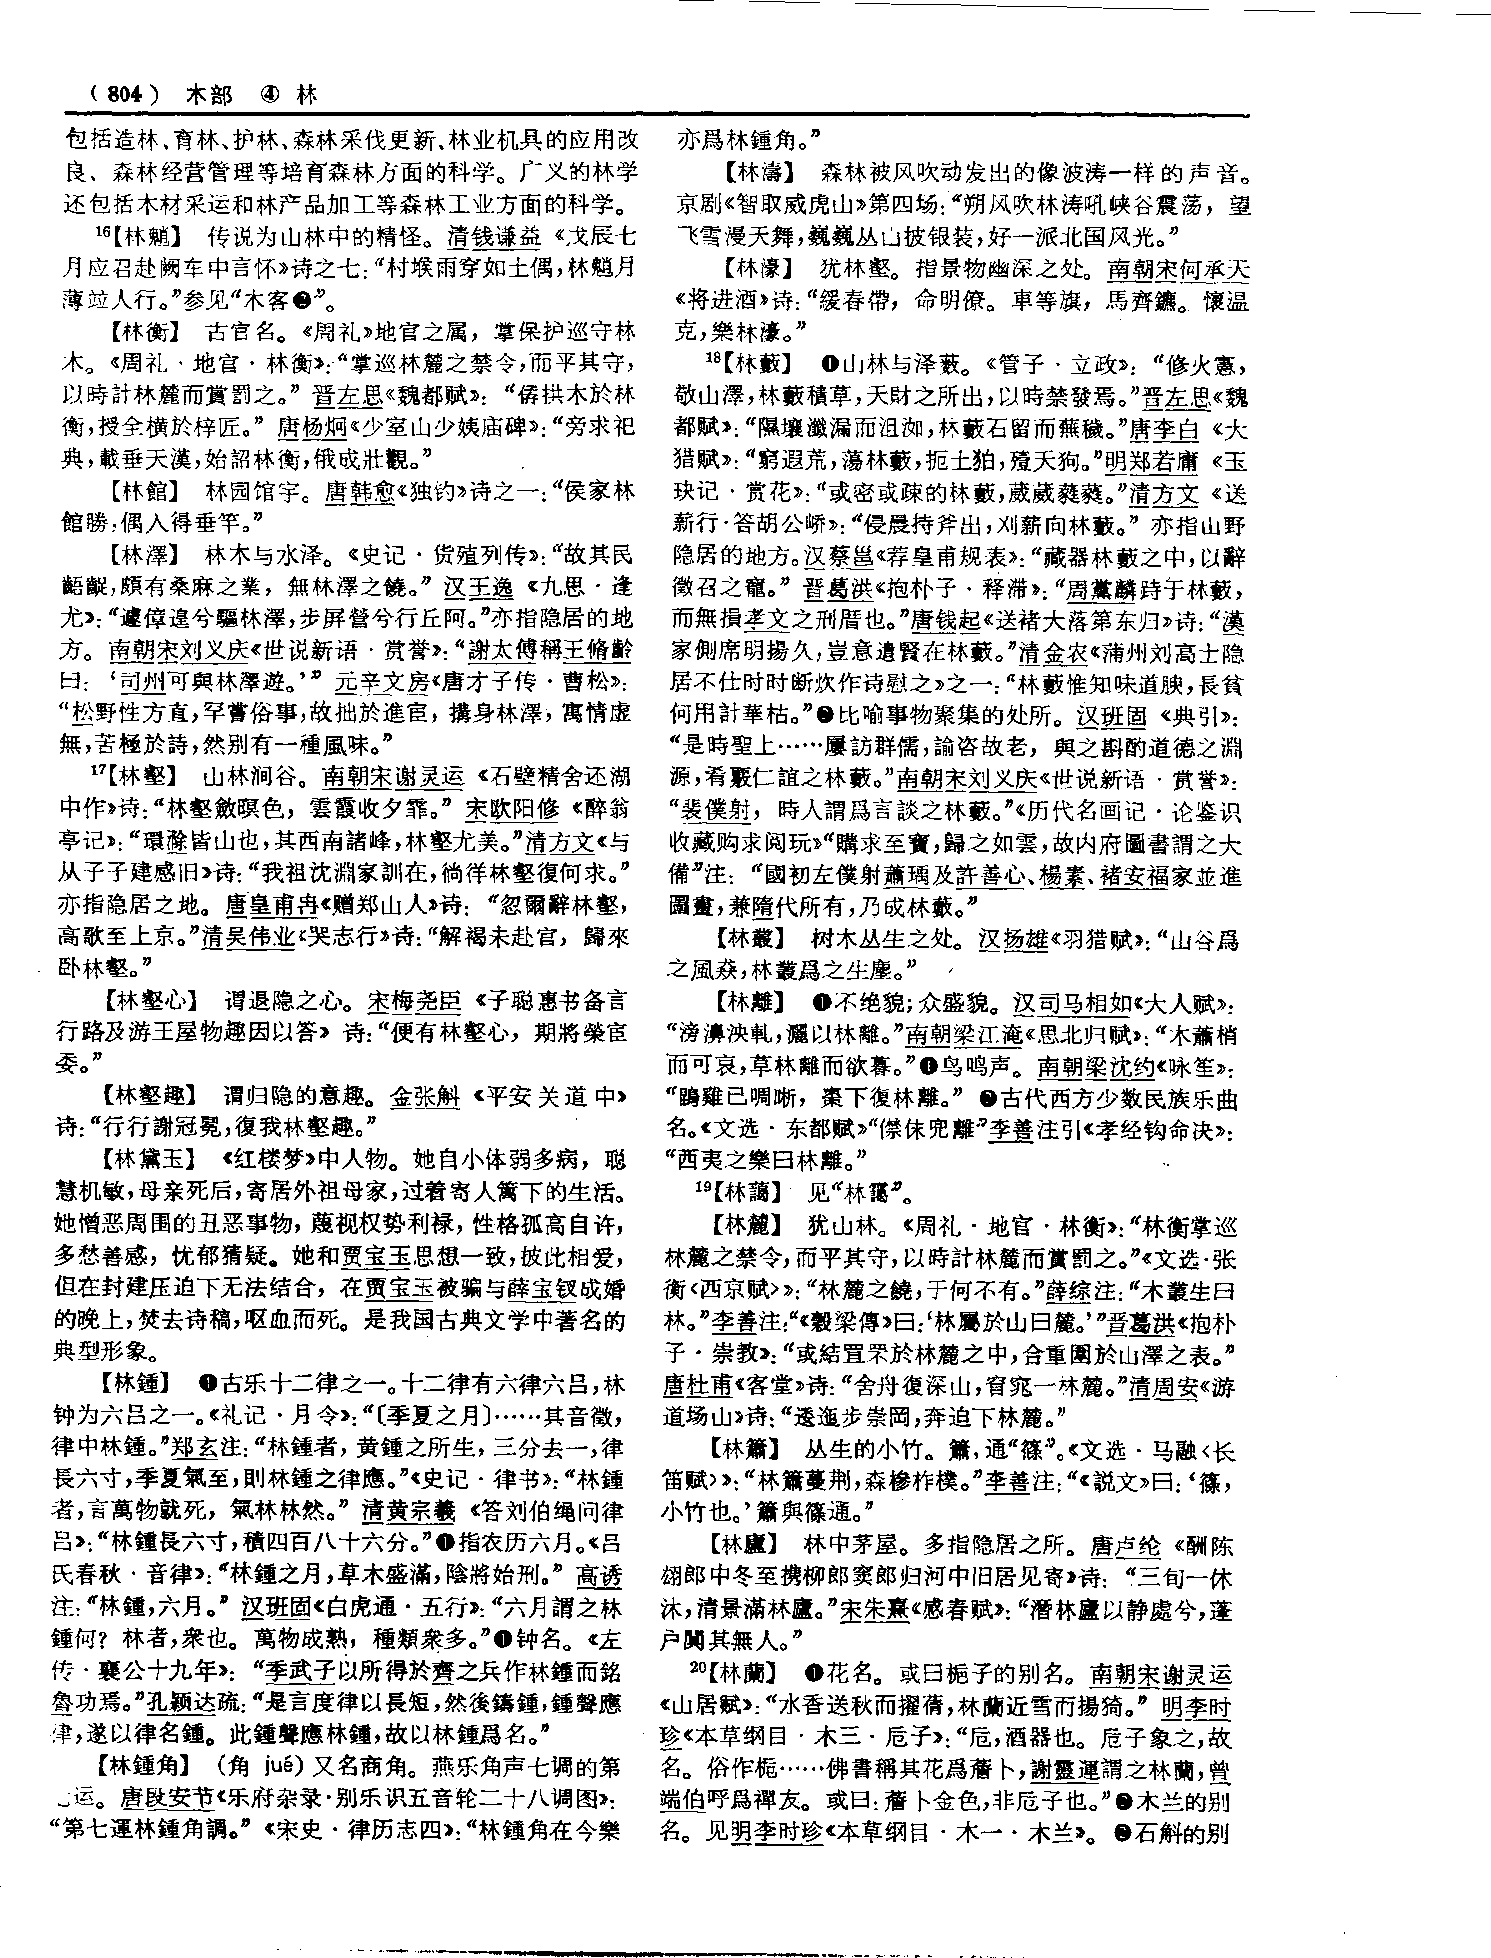 （804） 木部 ④ 林
包括造林、育林、护林、森林采伐更新、林业机具的应用改
良、森林经营管理等培育森林方面的科学。广义的林学
还包括木材采运和林产品加工等森林工业方面的科学。
16【林魈】 传说为山林中的精怪。清钱谦益《戊辰七
月应召赴阙车中言怀》诗之七：“村堠雨穿如土偶，林魈月
薄竝人行。”参见“木客❷”。
【林衡】 古官名。《周礼》地官之属，掌保护巡守林
木。《周礼·地官·林衡》：“掌巡林麓之禁令，而平其守，
以時計林麓而賞罰之。”晋左思《魏都赋》：“僝拱木於林
衡，授全模於梓匠。”唐杨炯《少室山少姨庙碑》：“旁求祀
典，載垂天漢，始詔林衡，俄成壯觀。”
【林館】 林园馆宇。唐韩愈《独钓》诗之一：“侯家林
館勝，偶入得垂竿。”
【林澤】 林木与水泽。《史记·货殖列传》：“故其民
齷齪，頗有桑麻之業，無林澤之饒。”汉王逸《九思·逢
尤》：“遽傽遑兮驅林澤，步屏營兮行丘阿。”亦指隐居的地
方。南朝宋刘义庆《世说新语·赏誉》：“謝太傅稱王脩齡
曰：‘司州可與林澤遊。’”元辛文房《唐才子传·曹松》：
“松野性方直，罕嘗俗事，故拙於進宦，搆身林澤，寓情虛
無，苦極於詩，然别有一種風味。”
17【林壑】 山林涧谷。南朝宋谢灵运《石壁精舍还湖
中作》诗：“林壑斂暝色，雲霞收夕霏。”宋欧阳修《醉翁
亭记》：“環滁皆山也，其西南諸峰，林壑尤美。”清方文《与
从子子建感旧》诗：“我祖沈淵家訓在，徜徉林壑復何求。”
亦指隐居之地。唐皇甫冉《赠郑山人》诗：“忽爾辭林壑，
高歌至上京。”清吴伟业《哭志行》诗：“解褐未赴官，歸來
卧林壑。”
【林壑心】 谓退隐之心。宋梅尧臣《子聪惠书备言
行路及游王屋物趣因以答》诗：“便有林壑心，期將榮宦
委。”
【林壑趣】 谓归隐的意趣。金张斛《平安关道中》
诗：“行行謝冠冕，復我林壑趣。”
【林黛玉】 《红楼梦》中人物。她自小体弱多病，聪
慧机敏，母亲死后，寄居外祖母家，过着寄人篱下的生活。
她憎恶周围的丑恶事物，蔑视权势利禄，性格孤高自许，
多愁善感，忧郁猜疑。她和贾宝玉思想一致，彼此相爱，
但在封建压迫下无法结合，在贾宝玉被骗与薛宝钗成婚
的晚上，焚去诗稿，呕血而死。是我国古典文学中著名的
典型形象。
【林鍾】 ❶古乐十二律之一。十二律有六律六吕，林
钟为六吕之一。《礼记·月令》：“〔季夏之月〕……其音徵，
律中林鍾。”郑玄注：“林鍾者，黄鍾之所生，三分去一，律
長六寸，季夏氣至，則林鍾之律應。”《史记·律书》：“林鍾
者，言萬物就死，氣林林然。”清黄宗羲《答刘伯绳问律
吕》：“林鍾長六寸，積四百八十六分。”❶指农历六月。《吕
氏春秋·音律》：“林鍾之月，草木盛滿，陰將始刑。”高诱
注：“林鍾，六月。”汉班固《白虎通·五行》：“六月謂之林
鍾何？林者，衆也。萬物成熟，種類衆多。”❶钟名。《左
传·襄公十九年》：“季武子以所得於齊之兵作林鍾而銘
魯功焉。”孔颖达疏：“是言度律以長短，然後鑄鍾，鍾聲應
律，遂以律名鍾。此鍾聲應林鍾，故以林鍾爲名。”
【林鍾角】 （角 jué）又名商角。燕乐角声七调的第
七运。唐段安节《乐府杂录·别乐识五音轮二十八调图》：
“第七運林鍾角調。”《宋史·律历志四》：“林鍾角在今樂
亦爲林鍾角。”
【林濤】 森林被风吹动发出的像波涛一样的声音。
京剧《智取威虎山》第四场：“朔风吹林涛吼峡谷震荡，望
飞雪漫天舞，巍巍丛山披银装，好一派北国风光。”
【林濠】 犹林壑。指景物幽深之处。南朝宋何承天
《将进酒》诗：“緩春帶，命明僚。車等旗，馬齊鑣。懷温
克，樂林濠。”
18【林藪】 ❶山林与泽薮。《管子·立政》：“修火憲，
敬山澤，林藪積草，天財之所出，以時禁發焉。”晋左思《魏
都赋》：“隰壤瀸漏而沮洳，林藪石留而蕪穢。”唐李白《大
猎赋》：“窮遐荒，蕩林藪，扼土狛，殪天狗。”明郑若庸《玉
玦记·赏花》：“或密或疎的林藪，葳葳蕤蕤。”清方文《送
薪行·答胡公峤》：“侵晨持斧出，刈薪向林藪。”亦指山野
隐居的地方。汉蔡邕《荐皇甫规表》：“藏器林藪之中，以辭
徵召之寵。”晋葛洪《抱朴子·释滞》：“周黨麟跱于林藪，
而無損孝文之刑厝也。”唐钱起《送褚大落第东归》诗：“漢
家側席明揚久，豈意遺賢在林藪。”清金农《蒲州刘高士隐
居不仕时时断炊作诗慰之》之一：“林藪惟知味道腴，長貧
何用計華枯。”❷比喻事物聚集的处所。汉班固《典引》：
“是時聖上……屢訪群儒，諭咨故老，與之斟酌道德之淵
源，肴覈仁誼之林藪。”南朝宋刘义庆《世说新语·赏誉》：
“裴僕射，時人謂爲言談之林藪。”《历代名画记·论鉴识
收藏购求阅玩》“購求至寶，歸之如雲，故内府圖書謂之大
備”注：“國初左僕射蕭瑀及許善心、楊素、褚安福家並進
圖畫，兼隋代所有，乃成林藪。”
【林叢】 树木丛生之处。汉扬雄《羽猎赋》：“山谷爲
之風猋，林叢爲之生塵。”
【林離】 ❶不绝貌；众盛貌。汉司马相如《大人赋》：
“滂濞泱軋，灑以林離。”南朝梁江淹《思北归赋》：“木蕭梢
而可哀，草林離而欲暮。”❶鸟鸣声。南朝梁沈约《咏笙》：
“鵾雞已啁哳，棗下復林離。”❷古代西方少数民族乐曲
名。《文选·东都赋》“僸佅兜離”李善注引《孝经钩命决》：
“西夷之樂曰林離。”
19【林藹】 见“林靄”。
【林麓】 犹山林。《周礼·地官·林衡》：“林衡掌巡
林麓之禁令，而平其守，以時計林麓而賞罰之。”《文选·张
衡〈西京赋〉》：“林麓之饒，于何不有。”薛综注：“木叢生曰
林。”李善注：“《穀梁傳》曰：‘林屬於山曰麓。’”晋葛洪《抱朴
子·崇教》：“或結罝罘於林麓之中，合重圍於山澤之表。”
唐杜甫《客堂》诗：“舍舟復深山，窅窕一林麓。”清周安《游
道场山》诗：“逶迤步崇岡，奔迫下林麓。”
【林簫】 丛生的小竹。簫，通“篠”。《文选·马融〈长
笛赋〉》：“林簫蔓荆，森槮柞樸。”李善注：“《説文》曰：‘篠，
小竹也。’簫與篠通。”
【林廬】 林中茅屋。多指隐居之所。唐卢纶《酬陈
翃郎中冬至携柳郎窦郎归河中旧居见寄》诗：“三旬一休
沐，清景滿林廬。”宋朱熹《感春赋》：“潛林廬以静處兮，蓬
户闃其無人。”
20【林蘭】 ❶花名。或曰栀子的别名。南朝宋谢灵运
《山居赋》：“水香送秋而擢蒨，林蘭近雪而揚猗。”明李时
珍《本草纲目·木三·卮子》：“卮，酒器也。卮子象之，故
名。俗作梔……佛書稱其花爲薝卜，謝靈運謂之林蘭，曾
端伯呼爲禪友。或曰：薝卜金色，非卮子也。”❷木兰的别
名。见明李时珍《本草纲目·木一·木兰》。❷石斛的别